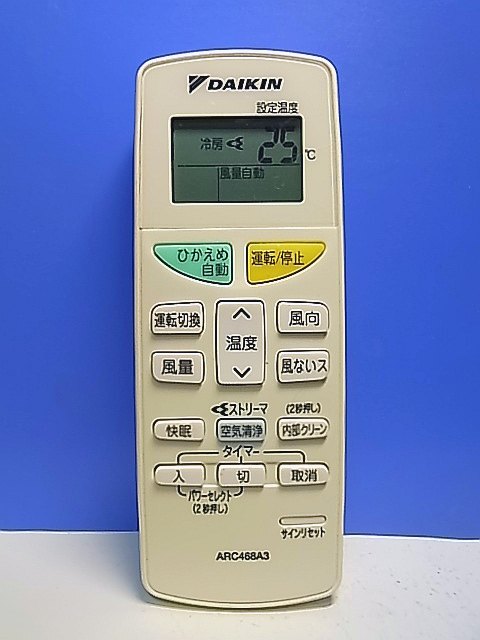 DAIKIN
設定温度
冷房 25℃
風量自動
ひかえめ自動
運転/停止
運転切換
温度
風向
風量
風ないス
ストリーマ
(2秒押し)
快眠
空気清浄
内部クリーン
タイマー
入
切
取消
パワーセレクト
(2秒押し)
サインリセット
ARC468A3